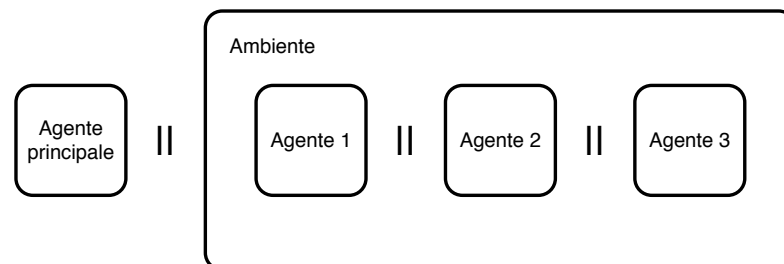 Ambiente
Agente
principale
||
Agente 1
||
Agente 2
||
Agente 3